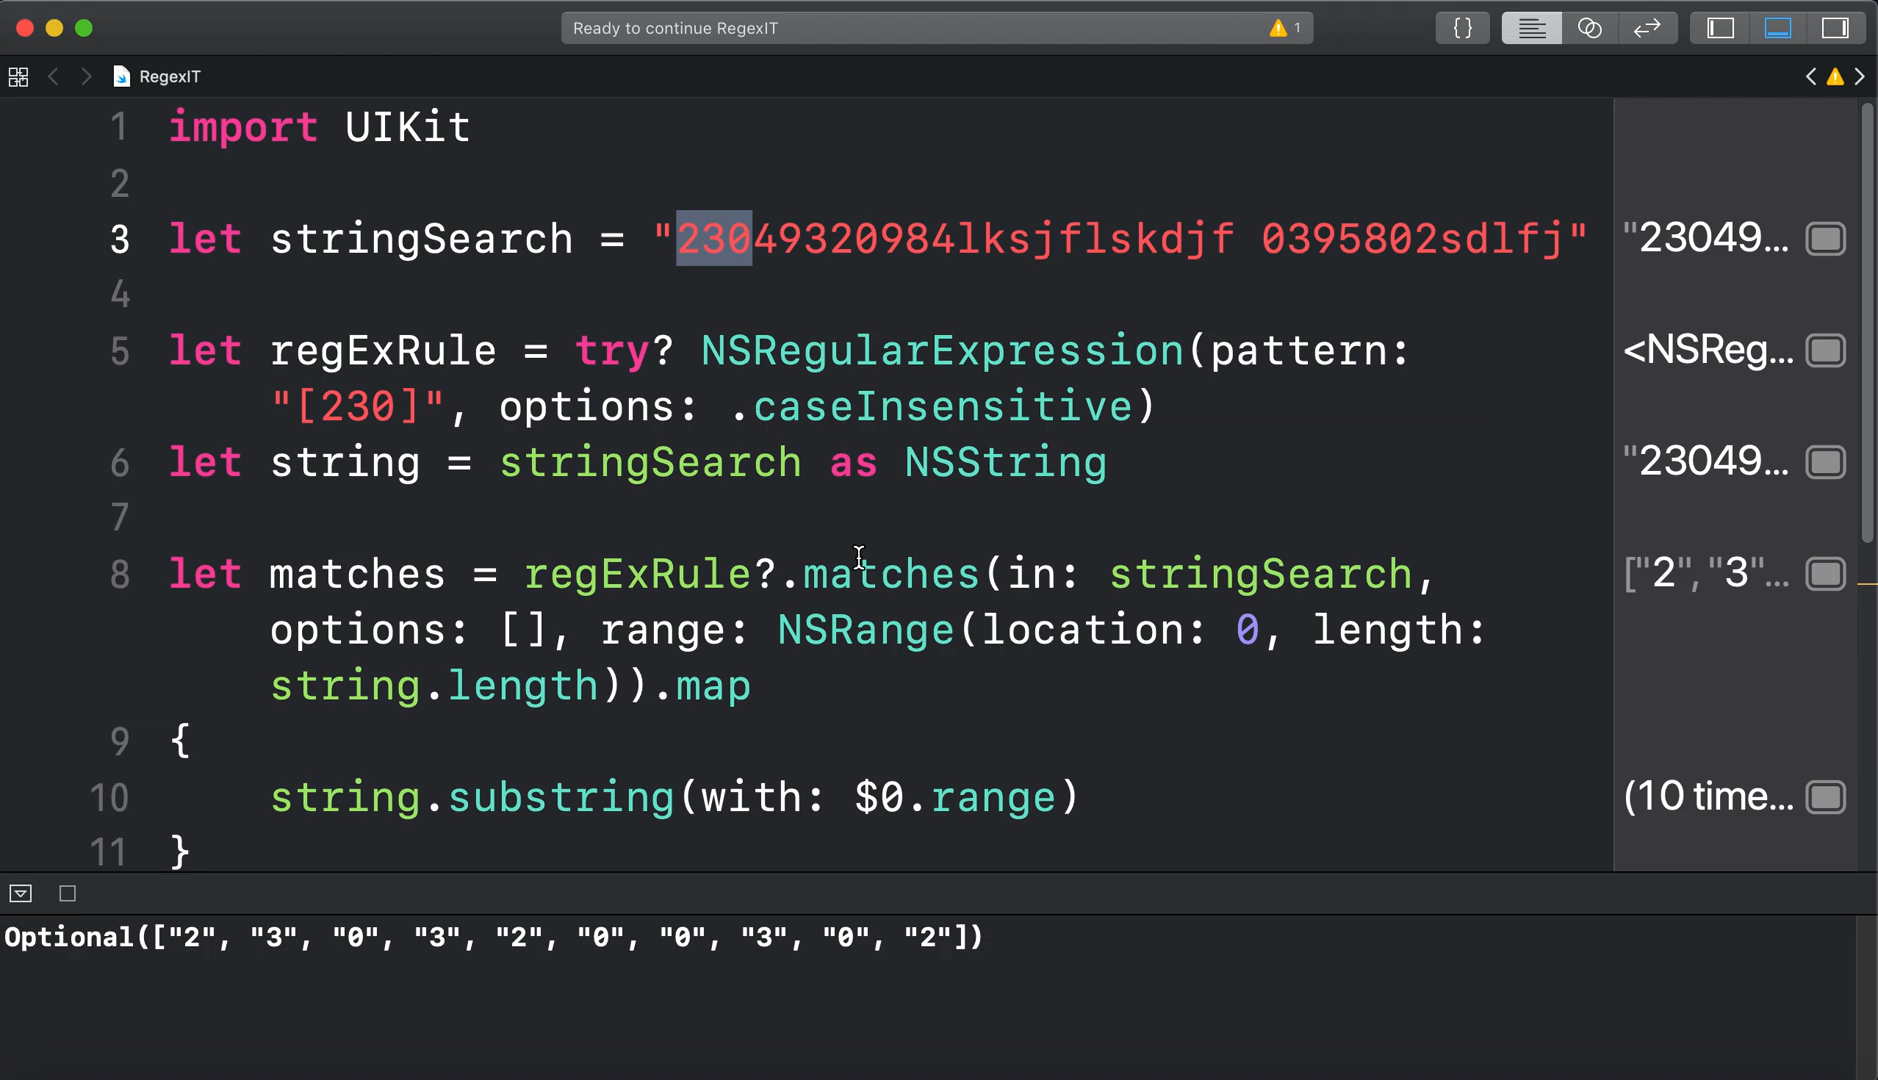 Ready to continue RegexIT
1
RegexIT
1 import UIKit
2
3 let stringSearch = "23049320984lksjflskdjf 0395802sdlfj"
"23049...
4
5 let regExRule = try? NSRegularExpression(pattern:
<NSReg...
"[230]", options: .caseInsensitive)
6 let string = stringSearch as NSString
"23049...
7
8 let matches = regExRule?.matches(in: stringSearch,
["2", "3"...
options: [], range: NSRange(location: 0, length:
string.length)).map
9 {
10 string.substring(with: $0.range)
(10 time...
11 }
Optional(["2", "3", "0", "3", "2", "0", "0", "3", "0", "2"])